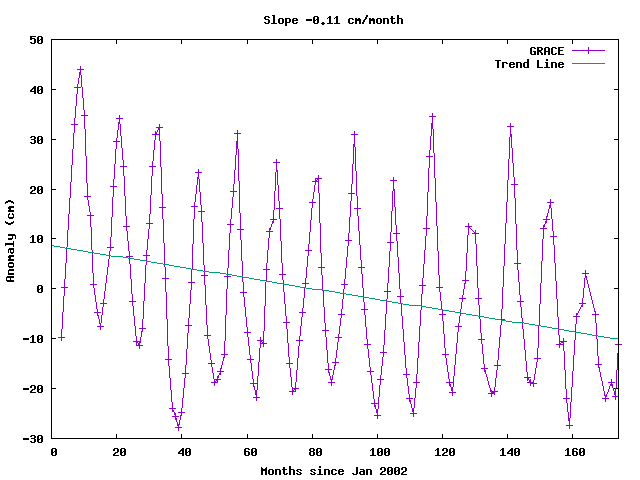 Slope -0.11 cm/month
GRACE
Trend Line
50
40
30
20
10
0
-10
-20
-30
Anomaly (cm)
0 20 40 60 80 100 120 140 160
Months since Jan 2002